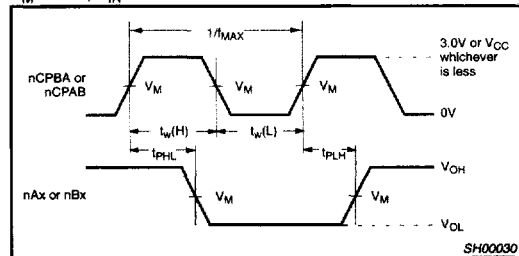 M IN
1/fMAX
3.0V or VCC
whichever
is less
nCPBA or
nCPAB
VM VM VM
0V
tw(H) tw(L)
tPHL tPLH
VOH
nAx or nBx
VM VM
VOL
SH00030